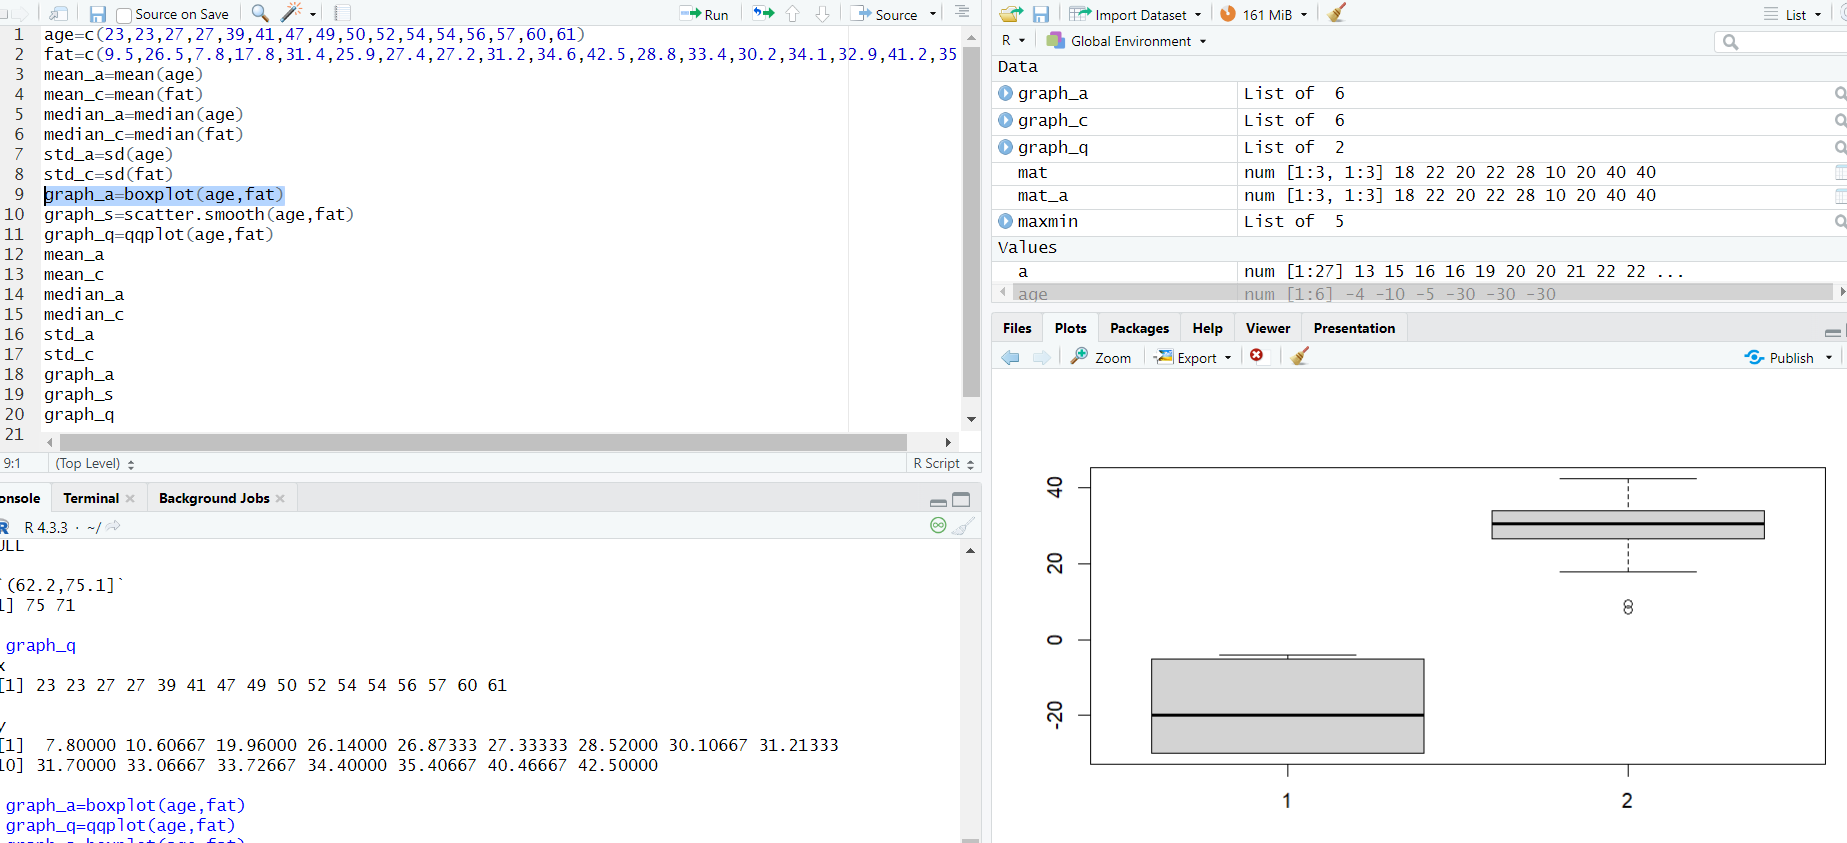 Source on Save
Run
Source
1 age=c(23,23,27,27,39,41,47,49,50,52,54,54,56,57,60,61)
2 fat=c(9.5,26.5,7.8,17.8,31.4,25.9,27.4,27.2,31.2,34.6,42.5,28.8,33.4,30.2,34.1,32.9,41.2,35
3 mean_a=mean(age)
4 mean_c=mean(fat)
5 median_a=median(age)
6 median_c=median(fat)
7 std_a=sd(age)
8 std_c=sd(fat)
9 graph_a=boxplot(age,fat)
10 graph_s=scatter.smooth(age,fat)
11 graph_q=qqplot(age,fat)
12 mean_a
13 mean_c
14 median_a
15 median_c
16 std_a
17 std_c
18 graph_a
19 graph_s
20 graph_q
21
9:1 (Top Level) R Script
onsole Terminal Background Jobs
R R 4.3.3 · ~/
ULL
`(62.2,75.1]`
1] 75 71
graph_q
x
[1] 23 23 27 27 39 41 47 49 50 52 54 54 56 57 60 61
y
[1] 7.80000 10.60667 19.96000 26.14000 26.87333 27.33333 28.52000 30.10667 31.21333
10] 31.70000 33.06667 33.72667 34.40000 35.40667 40.46667 42.50000
graph_a=boxplot(age,fat)
graph_q=qqplot(age,fat)
Import Dataset 161 MiB List
R Global Environment
Data
graph_a List of 6
graph_c List of 6
graph_q List of 2
mat num [1:3, 1:3] 18 22 20 22 28 10 20 40 40
mat_a num [1:3, 1:3] 18 22 20 22 28 10 20 40 40
maxmin List of 5
Values
a num [1:27] 13 15 16 16 19 20 20 21 22 22 ...
age num [1:6] -4 -10 -5 -30 -30 -30
Files Plots Packages Help Viewer Presentation
Zoom Export Publish
40
20
0
-20
1 2